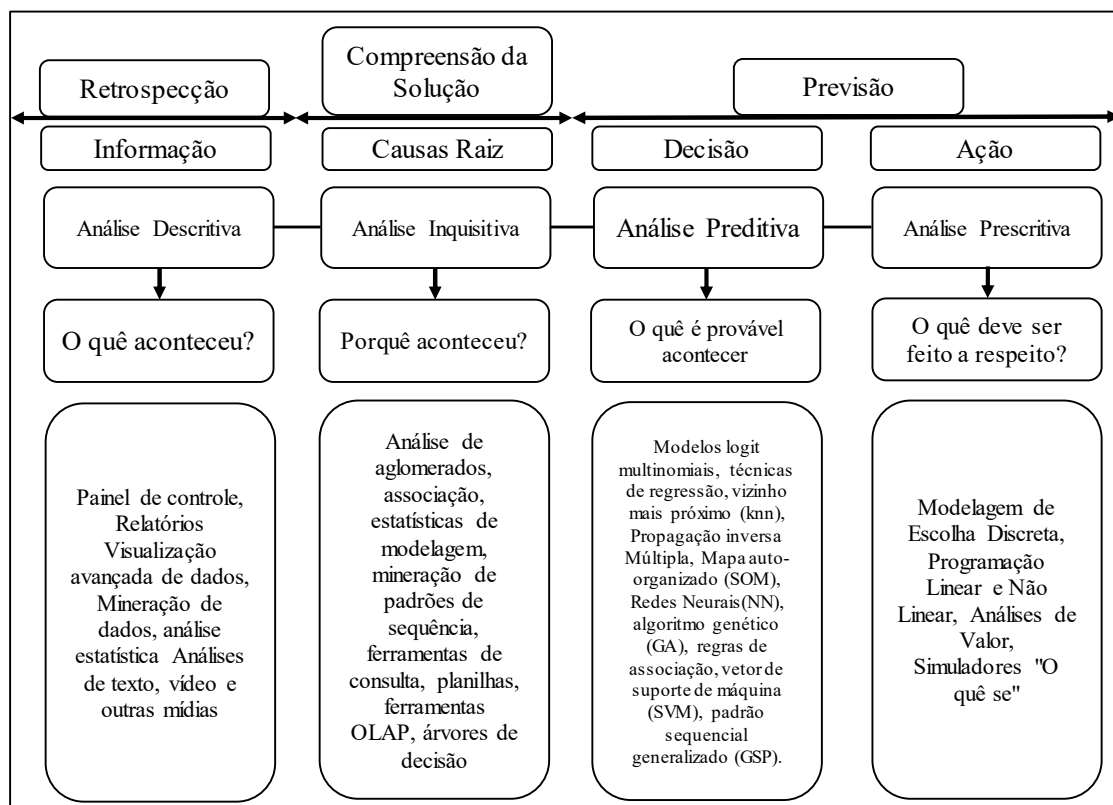 Retrospecção
Compreensão da
Solução
Previsão
Informação
Causas Raiz
Decisão
Ação
Análise Descritiva
Análise Inquisitiva
Análise Preditiva
Análise Prescritiva
O quê aconteceu?
Porquê aconteceu?
O quê é provável
acontecer
O quê deve ser
feito a respeito?
Painel de controle,
Relatórios
Visualização
avançada de dados,
Mineração de
dados, análise
estatística Análises
de texto, vídeo e
outras mídias
Análise de
aglomerados,
associação,
estatísticas de
modelagem,
mineração de
padrões de
sequência,
ferramentas de
consulta, planilhas,
ferramentas
OLAP, árvores de
decisão
Modelos logit
multinomiais, técnicas
de regressão, vizinho
mais próximo (knn),
Propagação inversa
Múltipla, Mapa auto-
organizado (SOM),
Redes Neurais(NN),
algoritmo genético
(GA), regras de
associação, vetor de
suporte de máquina
(SVM), padrão
sequencial
generalizado (GSP).
Modelagem de
Escolha Discreta,
Programação
Linear e Não
Linear, Análises de
Valor,
Simuladores "O
quê se"